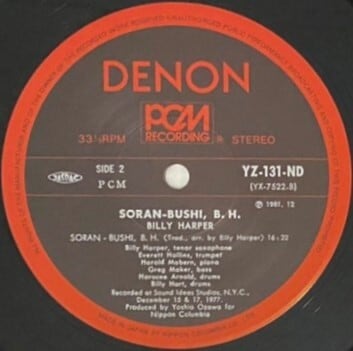 DENON
PCM
RECORDING
33⅓RPM
STEREO
SIDE 2
PCM
YZ-131-ND
(YX-7522-B)
Ⓟ 1981. 12
SORAN-BUSHI, B. H.
BILLY HARPER
SORAN - BUSHI, B. H. (Trad., arr. by Billy Harper) 16:22
Billy Harper, tenor saxophone
Everett Hollins, trumpet
Harold Mabern, piano
Greg Maker, bass
Horacee Arnold, drums
Billy Hart, drums
Recorded at Sound Ideas Studios, N.Y.C.,
December 15 & 17, 1977.
Produced by Yoshio Ozawa for
Nippon Columbia
MADE IN JAPAN BY NIPPON COLUMBIA CO., LTD.